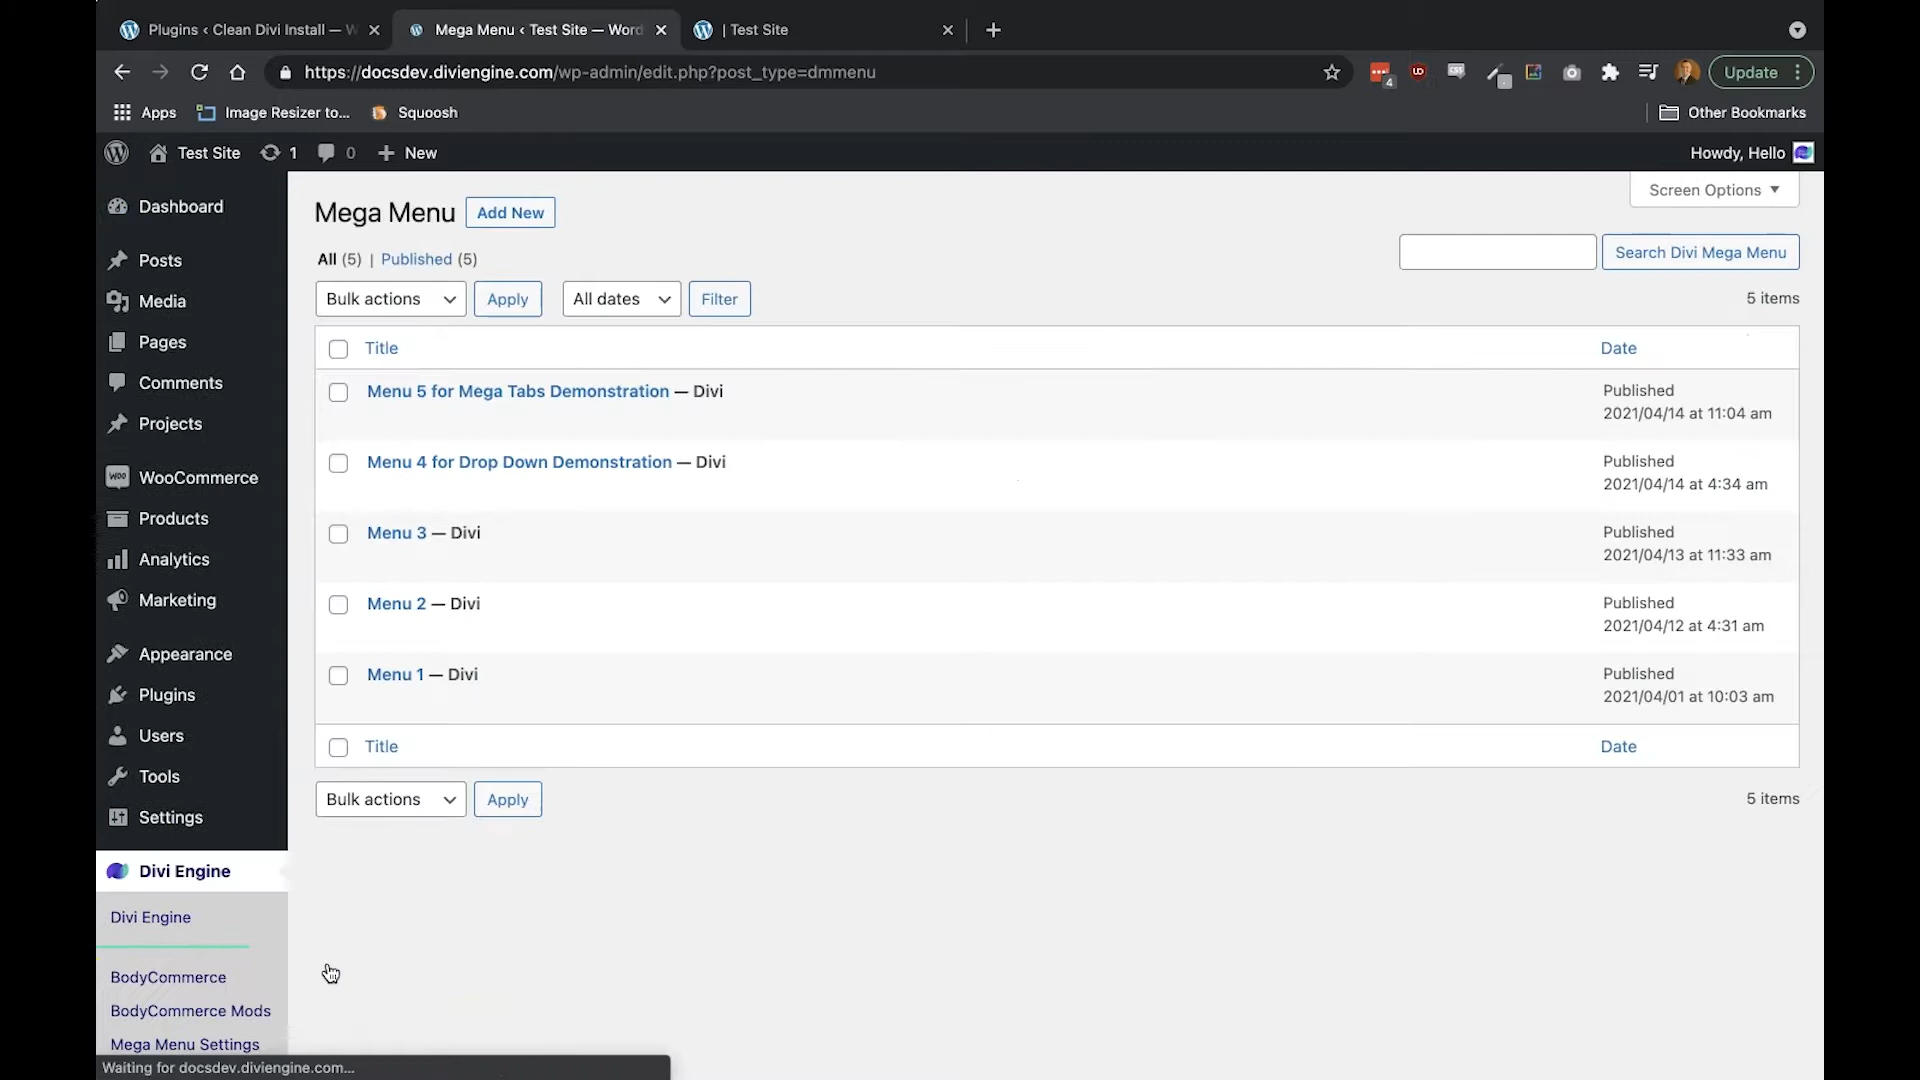 Plugins ‹ Clean Divi Install — W
Mega Menu ‹ Test Site — Word
| Test Site
https://docsdev.diviengine.com/wp-admin/edit.php?post_type=dmmenu
4
UD
CSS
Update
Apps
Image Resizer to...
Squoosh
Other Bookmarks
Test Site
1
0
New
Howdy, Hello
Screen Options
Dashboard
Posts
Media
Pages
Comments
Projects
WOO
WooCommerce
Products
Analytics
Marketing
Appearance
Plugins
Users
Tools
Settings
Divi Engine
Divi Engine
BodyCommerce
BodyCommerce Mods
Mega Menu Settings
Mega Menu
Add New
All (5) | Published (5)
Search Divi Mega Menu
Bulk actions
Apply
All dates
Filter
5 items
Title
Date
Menu 5 for Mega Tabs Demonstration — Divi
Published
2021/04/14 at 11:04 am
Menu 4 for Drop Down Demonstration — Divi
Published
2021/04/14 at 4:34 am
Menu 3 — Divi
Published
2021/04/13 at 11:33 am
Menu 2 — Divi
Published
2021/04/12 at 4:31 am
Menu 1 — Divi
Published
2021/04/01 at 10:03 am
Title
Date
Bulk actions
Apply
5 items
Waiting for docsdev.diviengine.com...